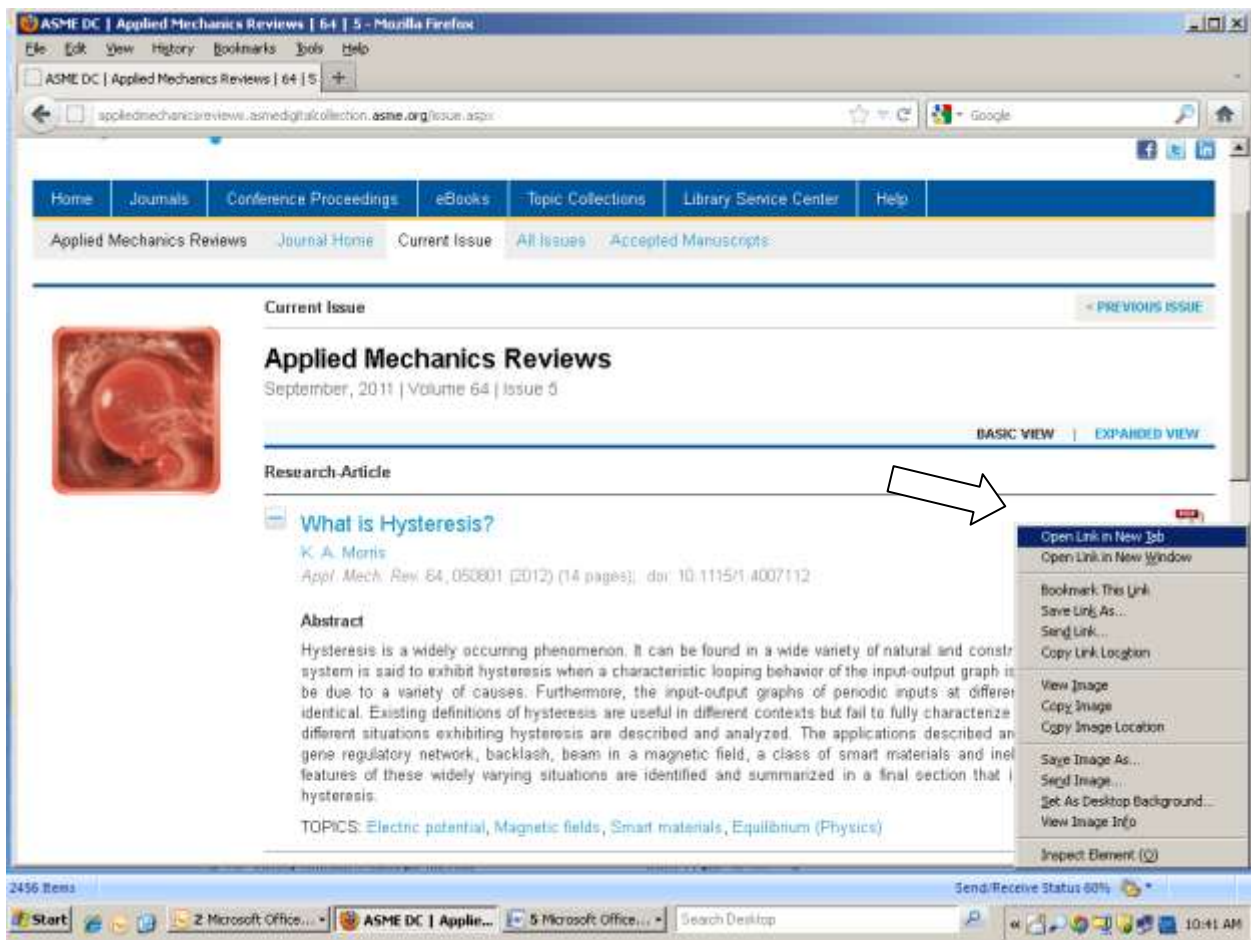 ASME DC | Applied Mechanics Reviews | 64 | 5 - Mozilla Firefox
File Edit View History Bookmarks Tools Help
ASME DC | Applied Mechanics Reviews | 64 | 5 +
appliedmechanicsreviews.asmedigitalcollection.asme.org/issue.aspx Google
Home Journals Conference Proceedings eBooks Topic Collections Library Service Center Help
Applied Mechanics Reviews Journal Home Current Issue All Issues Accepted Manuscripts
Current Issue « PREVIOUS ISSUE
Applied Mechanics Reviews
September, 2011 | Volume 64 | Issue 5
BASIC VIEW | EXPANDED VIEW
Research-Article
What is Hysteresis?
K. A. Morris
Appl. Mech. Rev. 64, 050801 (2012) (14 pages); doi: 10.1115/1.4007112
Abstract
Hysteresis is a widely occurring phenomenon. It can be found in a wide variety of natural and constr
system is said to exhibit hysteresis when a characteristic looping behavior of the input-output graph is
be due to a variety of causes. Furthermore, the input-output graphs of periodic inputs at differen
identical. Existing definitions of hysteresis are useful in different contexts but fail to fully characterize
different situations exhibiting hysteresis are described and analyzed. The applications described ar
gene regulatory network, backlash, beam in a magnetic field, a class of smart materials and inel
features of these widely varying situations are identified and summarized in a final section that i
hysteresis.
TOPICS: Electric potential, Magnetic fields, Smart materials, Equilibrium (Physics)
Open Link in New Tab
Open Link in New Window
Bookmark This Link
Save Link As...
Send Link...
Copy Link Location
View Image
Copy Image
Copy Image Location
Save Image As...
Send Image...
Set As Desktop Background...
View Image Info
Inspect Element (Q)
2456 Items Send/Receive Status 60%
Start 2 Microsoft Office... ASME DC | Applie... 5 Microsoft Office... Search Desktop « 10:41 AM